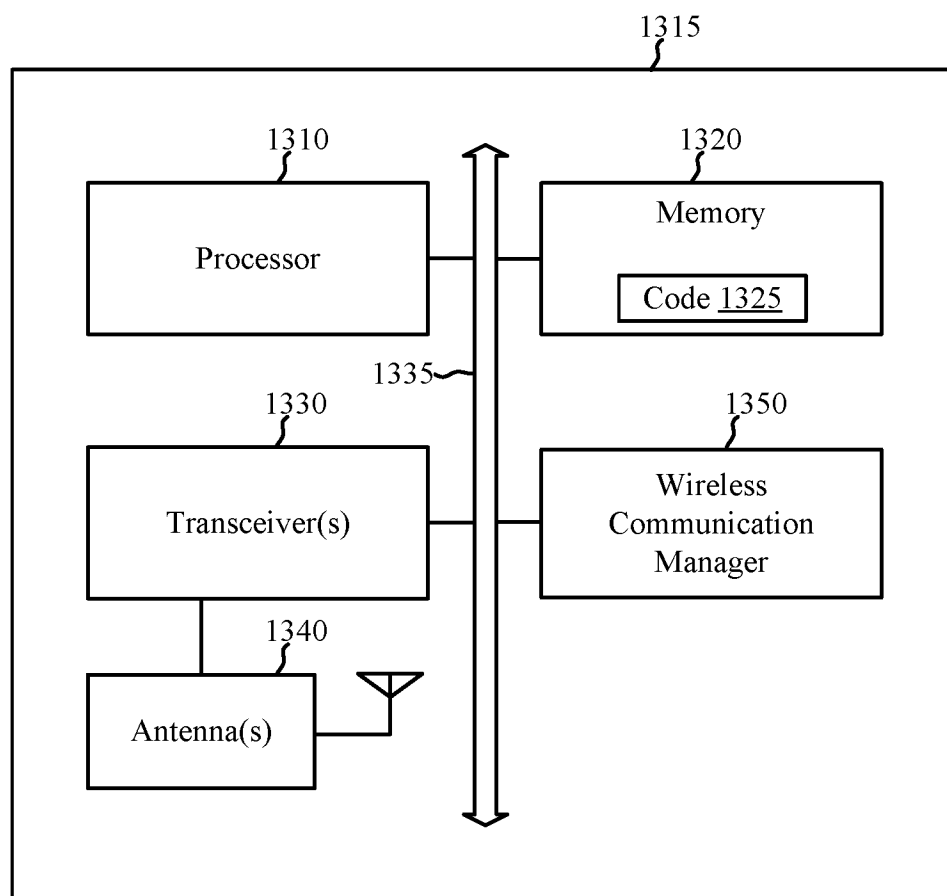 1315
1310
1320
Processor
Memory
Code 1325
1335
1330
1350
Transceiver(s)
Wireless
Communication
Manager
1340
Antenna(s)